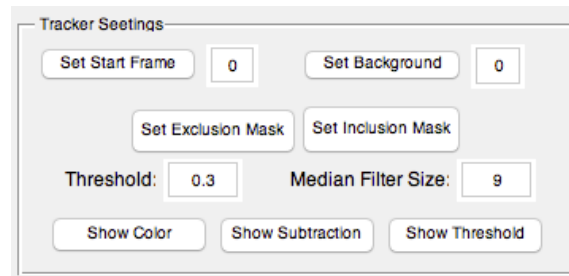 Tracker Seetings
Set Start Frame 0 Set Background 0
Set Exclusion Mask Set Inclusion Mask
Threshold: 0.3 Median Filter Size: 9
Show Color Show Subtraction Show Threshold